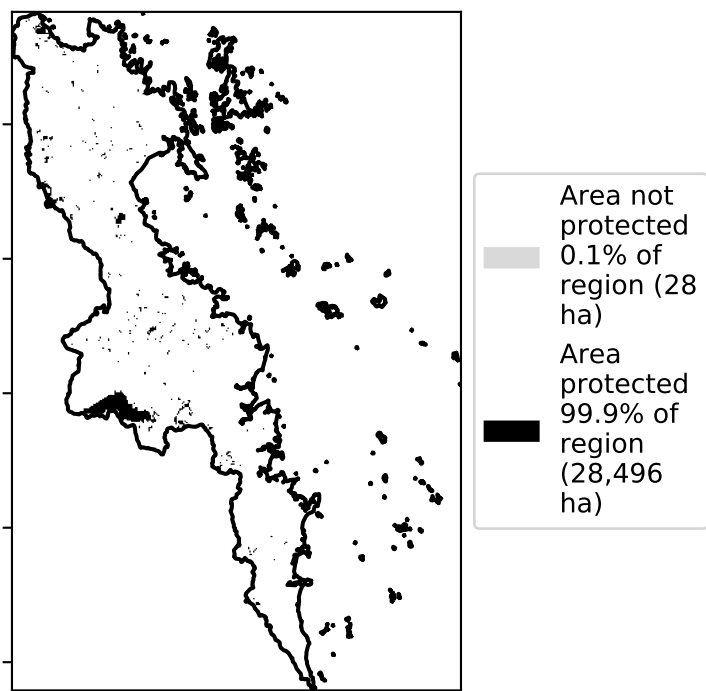 Area not
protected
0.1% of
region (28
ha)
Area
protected
99.9% of
region
(28,496
ha)